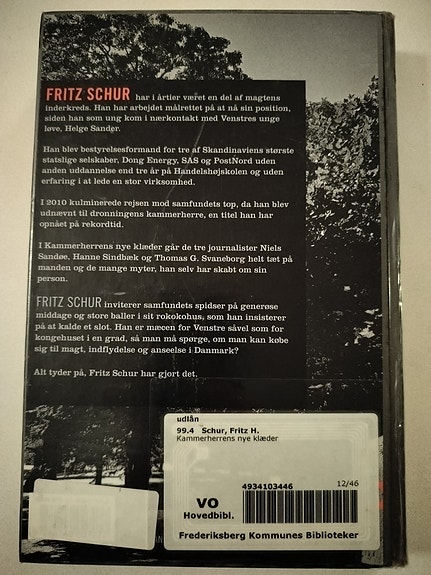 FRITZ SCHUR har i årtier været en del af magtens
inderkreds. Han har arbejdet målrettet på at nå sin position,
siden han som ung kom i nærkontakt med Venstres unge
løve, Helge Sander.
Han blev bestyrelsesformand for tre af Skandinaviens største
statslige selskaber, Dong Energy, SAS og PostNord uden
anden uddannelse end tre år på Handelshøjskolen og uden
erfaring i at lede en stor virksomhed.
I 2010 kulminerede rejsen mod samfundets top, da han blev
udnævnt til dronningens kammerherre, en titel han har
opnået på rekordtid.
I Kammerherrens nye klæder går de tre journalister Niels
Sandøe, Hanne Sindbæk og Thomas G. Svaneborg helt tæt på
manden og de mange myter, han selv har skabt om sin
person.
FRITZ SCHUR inviterer samfundets spidser på generøse
middage og store baller i sit rokokohus, som han insisterer
på at kalde et slot. Han er mæcen for Venstre såvel som for
kongehuset i en grad, så man må spørge, om man kan købe
sig til magt, indflydelse og anseelse i Danmark?
Alt tyder på, Fritz Schur har gjort det.
udlån
99.4 Schur, Fritz H.
Kammerherrens nye klæder
4934103446 12/46
VO
Hovedbibl.
Frederiksberg Kommunes Biblioteker